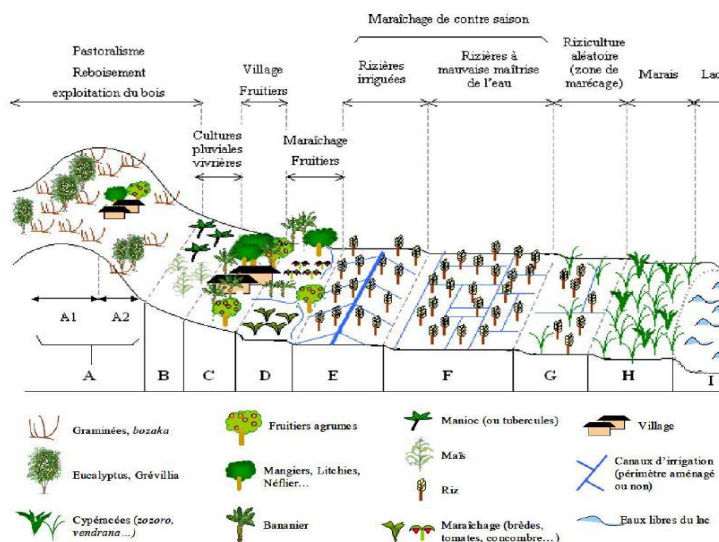 Maraîchage de contre saison
Pastoralisme
Reboisement
exploitation du bois
Village
Fruitiers
Rizières
irriguées
Rizières à
mauvaise maîtrise
de l'eau
Riziculture
aléatoire
(zone de
marécage)
Marais
Lac
Cultures
pluviales
vivrières
Maraîchage
Fruitiers
A1
A2
A
B
C
D
E
F
G
H
I
Graminées, bozaka
Fruitiers agrumes
Manioc (ou tubercules)
Village
Eucalyptus, Grévillia
Mangiers, Litchies,
Néflier...
Maïs
Canaux d'irrigation
(périmètre aménagé
ou non)
Riz
Cypéracées (zozoro,
vendrana...)
Bananier
Maraîchage (brèdes,
tomates, concombre...)
Eaux libres du lac